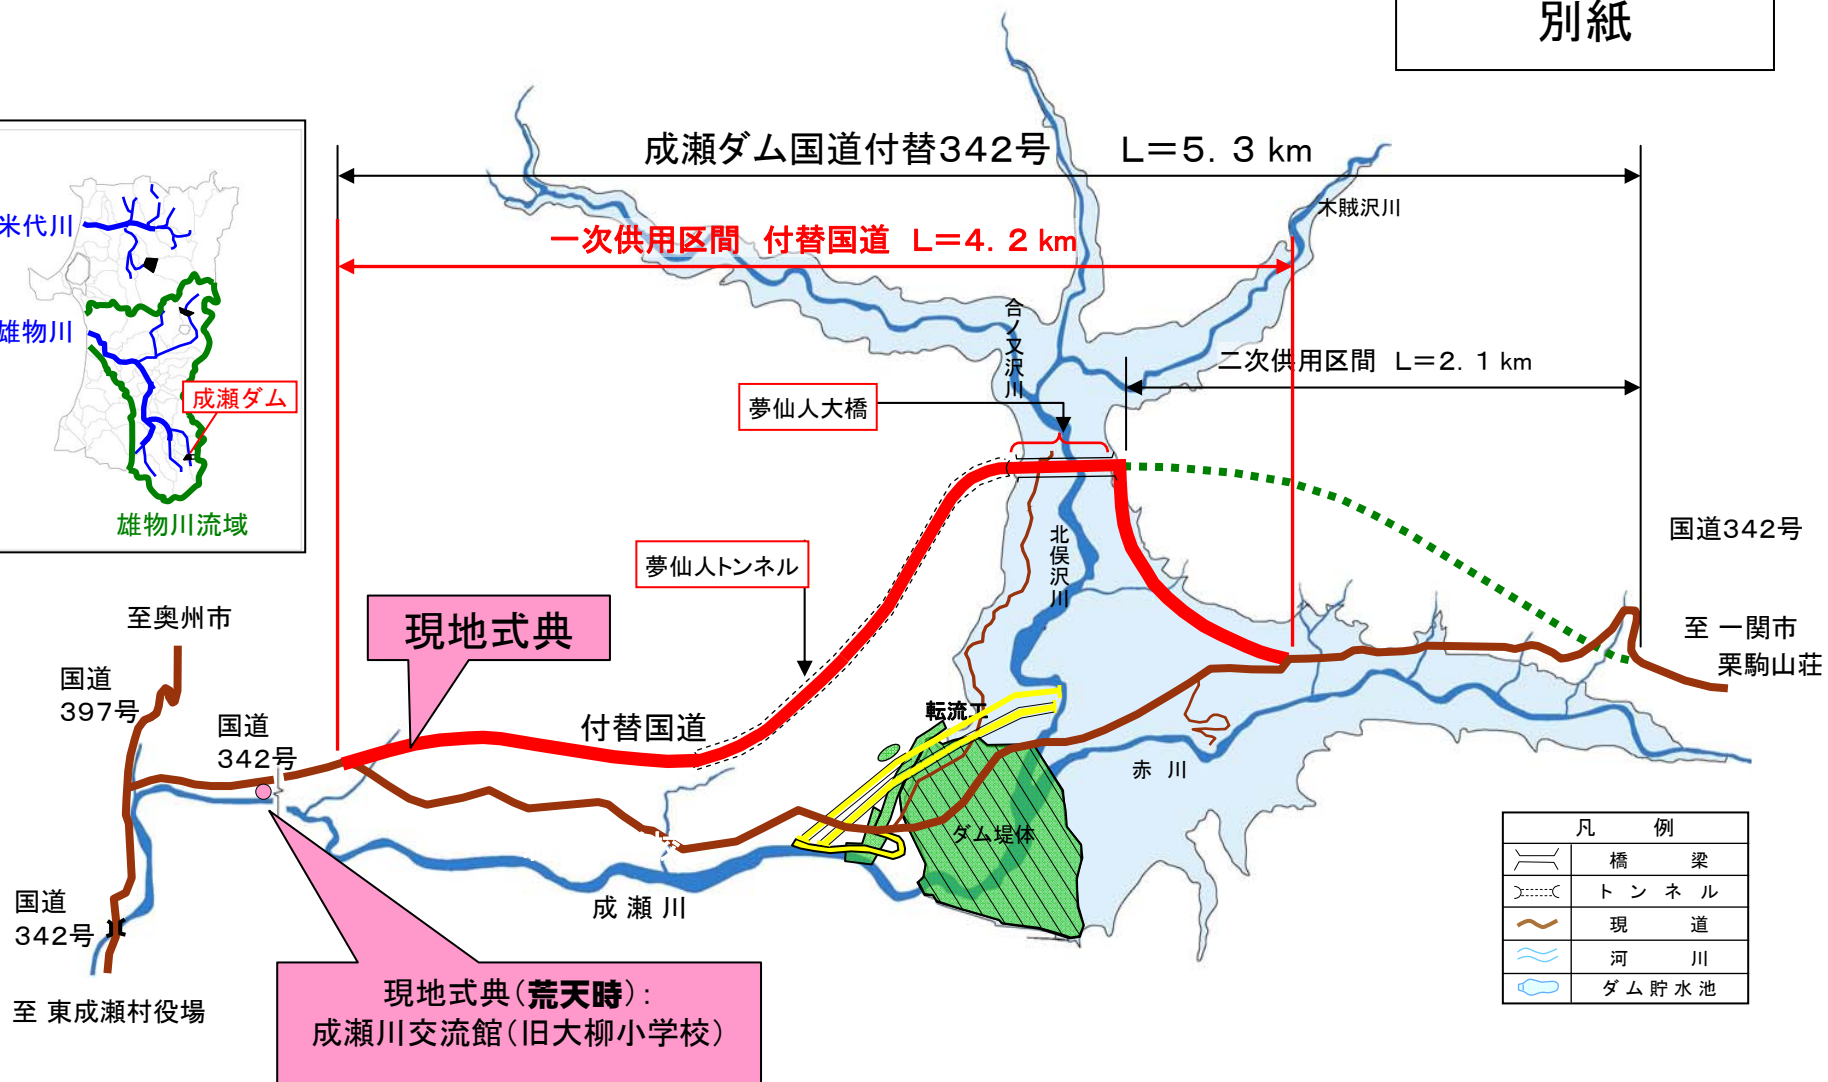 別紙
成瀬ダム国道付替342号 L=5.3km
一次供用区間 付替国道 L=4.2km
二次供用区間 L=2.1km
米代川
雄物川
成瀬ダム
雄物川流域
木賊沢川
合ノ又沢川
夢仙人大橋
北俣沢川
夢仙人トンネル
国道342号
至 一関市
栗駒山荘
至奥州市
国道
397号
国道
342号
現地式典
付替国道
転流工
赤 川
ダム堤体
成瀬川
国道
342号
至 東成瀬村役場
現地式典(荒天時):
成瀬川交流館(旧大柳小学校)
凡 例
橋 梁
トンネル
現 道
河 川
ダム貯水池